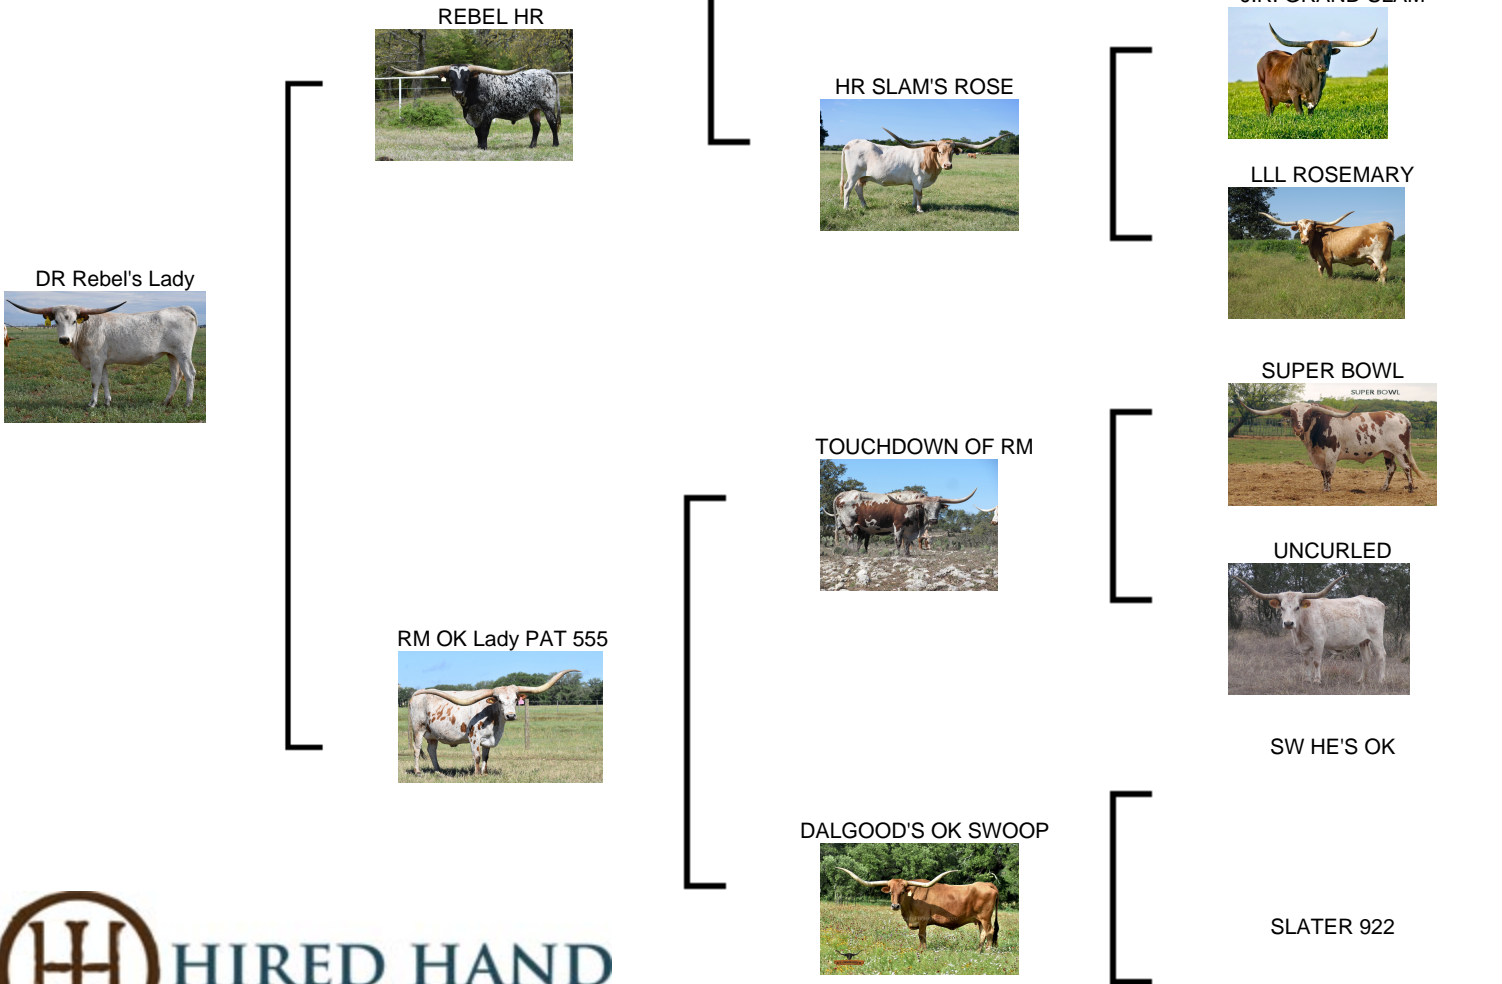 REBEL HR
HR SLAM'S ROSE
LLL ROSEMARY
DR Rebel's Lady
SUPER BOWL
SUPER BOWL
TOUCHDOWN OF RM
UNCURLED
RM OK Lady PAT 555
SW HE'S OK
DALGOOD'S OK SWOOP
SLATER 922
HIRED HAND